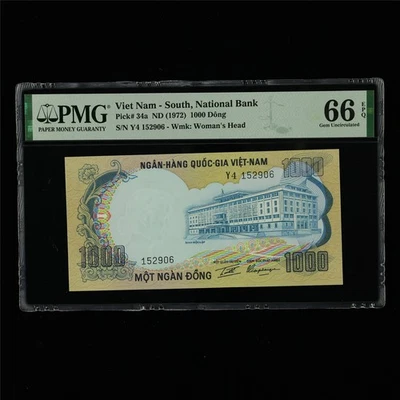 PMG
PAPER MONEY GUARANTY
Viet Nam - South, National Bank
Pick# 34a ND (1972) 1000 Dông
S/N Y4 152906 - Wmk: Woman's Head
66 EPQ
Gem Uncirculated
NGÂN-HÀNG QUỐC-GIA VIỆT-NAM
1000
Y4 152906
152906
1000
1000
MỘT NGÀN ĐỒNG